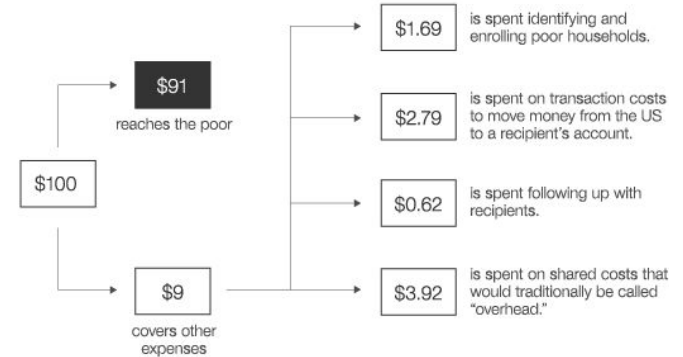 $100
$91
reaches the poor
$9
covers other
expenses
$1.69
is spent identifying and
enrolling poor households.
$2.79
is spent on transaction costs
to move money from the US
to a recipient's account.
$0.62
is spent following up with
recipients.
$3.92
is spent on shared costs that
would traditionally be called
“overhead.”